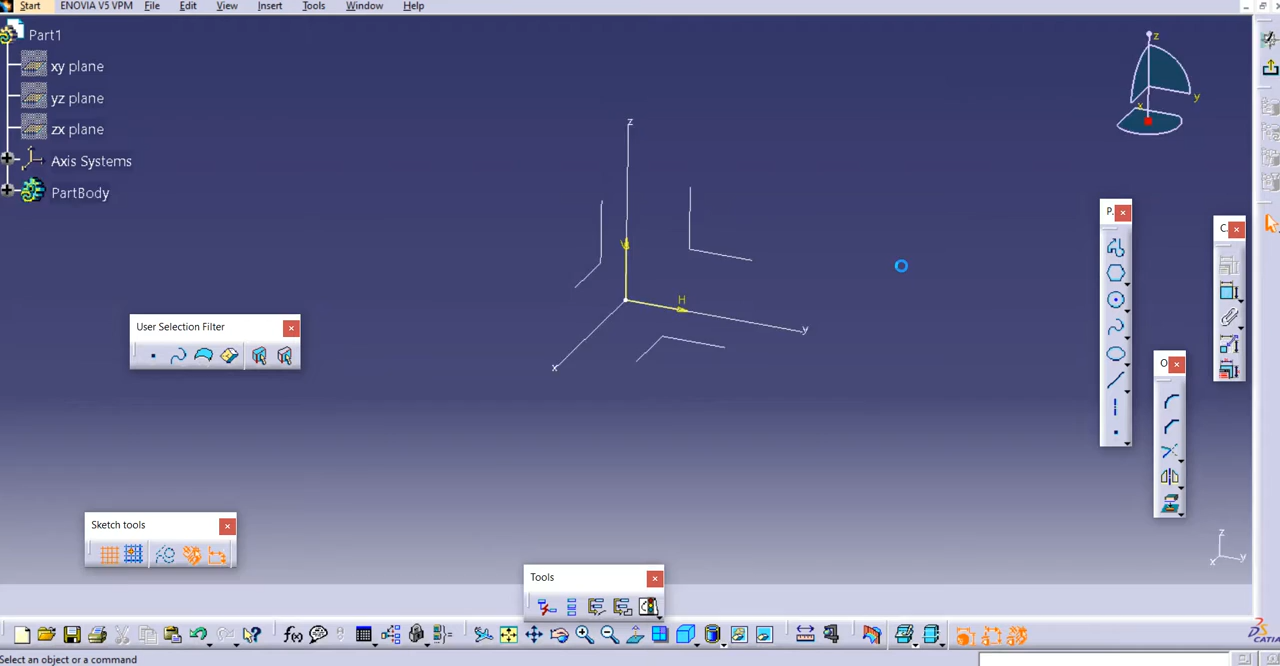 Start ENOVIA V5 VPM File Edit View Insert Tools Window Help
Part1
xy plane
yz plane
zx plane
Axis Systems
PartBody
z
y
x
z
V
H
y
x
P.
C.
User Selection Filter
O
Sketch tools
z
y
x
Tools
f(x)
CATIA
Select an object or a command